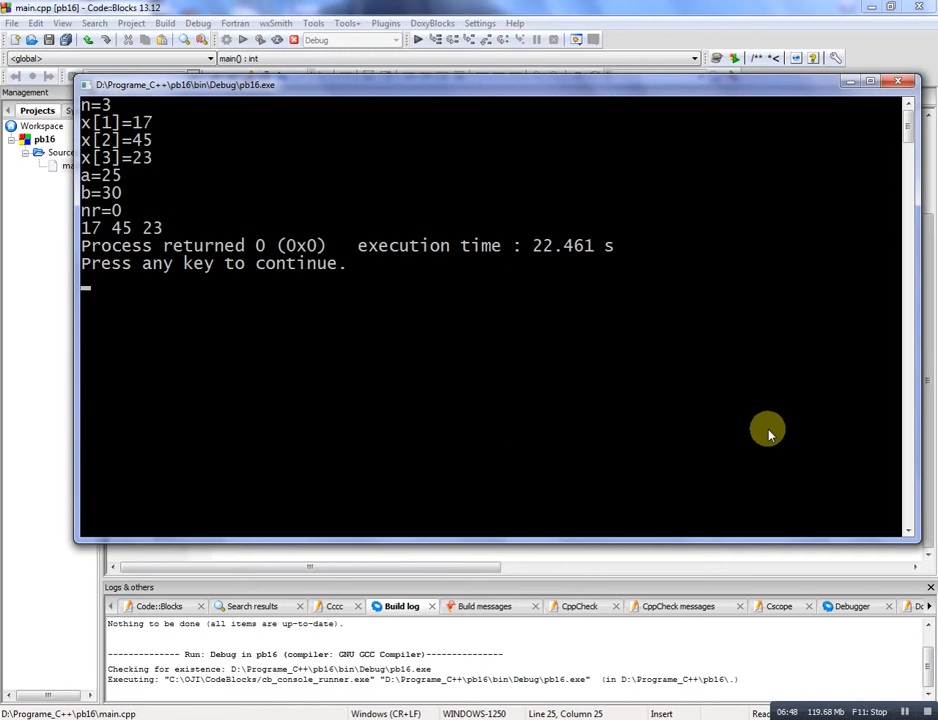 main.cpp [pb16] - Code::Blocks 13.12
File Edit View Search Project Build Debug Fortran wxSmith Tools Tools+ Plugins DoxyBlocks Settings Help
Debug
<global> main() : int
/** *<
Management
D:\Programe_C++\pb16\bin\Debug\pb16.exe
Projects
Workspace
pb16
n=3
x[1]=17
x[2]=45
x[3]=23
a=25
b=30
nr=0
17 45 23
Process returned 0 (0x0)   execution time : 22.461 s
Press any key to continue.
Logs & others
Code::Blocks Search results Cccc Build log Build messages CppCheck CppCheck messages Cscope Debugger
Nothing to be done (all items are up-to-date).
-------------- Run: Debug in pb16 (compiler: GNU GCC Compiler)---------------
Checking for existence: D:\Programe_C++\pb16\bin\Debug\pb16.exe
Executing: "C:\OJI\CodeBlocks/cb_console_runner.exe" "D:\Programe_C++\pb16\bin\Debug\pb16.exe"  (in D:\Programe_C++\pb16\.)
D:\Programe_C++\pb16\main.cpp Windows (CR+LF) WINDOWS-1250 Line 25, Column 25 Insert
06:48 119.68 Mb F11: Stop